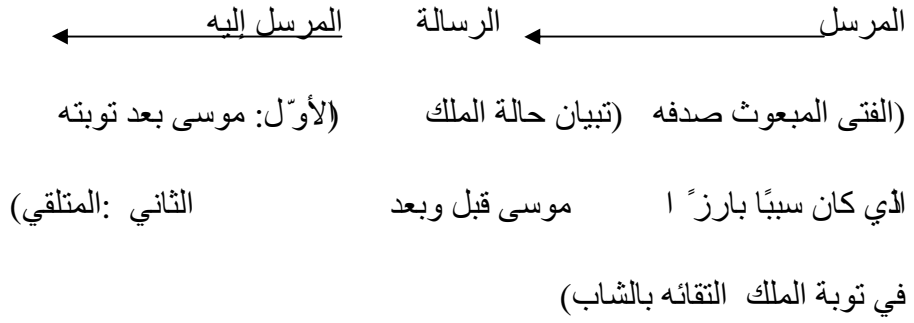 المرسل الرسالة المرسل إليه
(الفتى المبعوث صدفه (تبيان حالة الملك (الأوّل: موسى بعد توبته
الذي كان سببًا بارزًا موسى قبل وبعد الثاني :المتلقي)
في توبة الملك التقائه بالشاب)